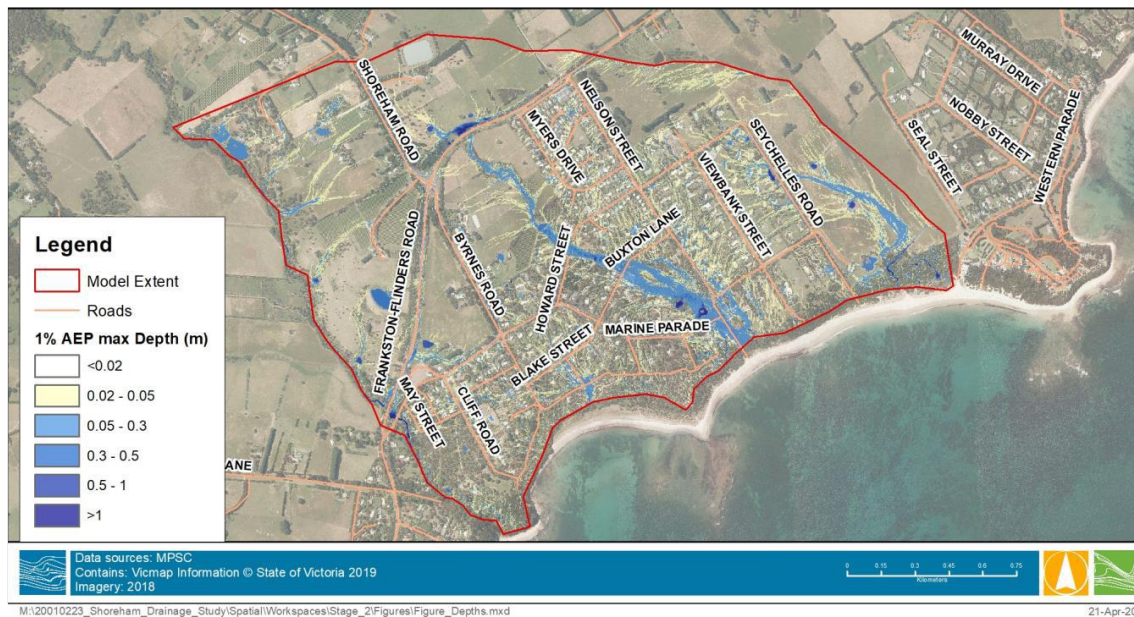 MURRAY DRIVE
NOBBY STREET
WESTERN PARADE
SEAL STREET
SHOREHAM ROAD
NELSON STREET
MYERS DRIVE
SEYCHELLES ROAD
VIEWBANK STREET
BUXTON LANE
HOWARD STREET
BYRNES ROAD
FRANKSTON-FLINDERS ROAD
MARINE PARADE
BLAKE STREET
MAY STREET
CLIFF ROAD
ANE
Legend
Model Extent
Roads
1% AEP max Depth (m)
<0.02
0.02 - 0.05
0.05 - 0.3
0.3 - 0.5
0.5 - 1
>1
Data sources: MPSC
Contains: Vicmap Information © State of Victoria 2019
Imagery: 2018
0 0.15 0.3 0.45 0.6 0.75
Kilometers
M:\20010223_Shoreham_Drainage_Study\Spatial\Workspaces\Stage_2\Figures\Figure_Depths.mxd
21-Apr-20